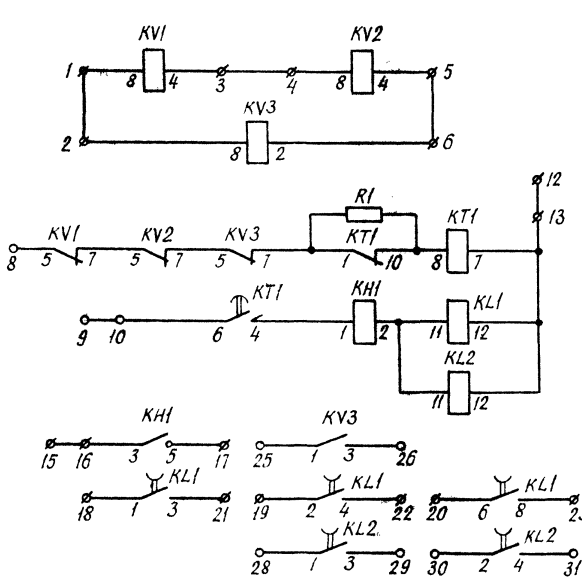 KV1 KV2
1 8 4 3 4 8 4 5
KV3
2 8 2 6
12
R1
13
KV1 KV2 KV3 KT1 KT1
8 5 7 5 7 5 7 1 10 8 7
KT1 KH1 KL1
9 10 6 4 1 2 11 12
KL2
11 12
KH1 KV3
15 16 3 5 17 25 1 3 26
KL1 KL1 KL1
18 1 3 21 19 2 4 22 20 6 8
KL2 KL2
28 1 3 29 30 2 4 31